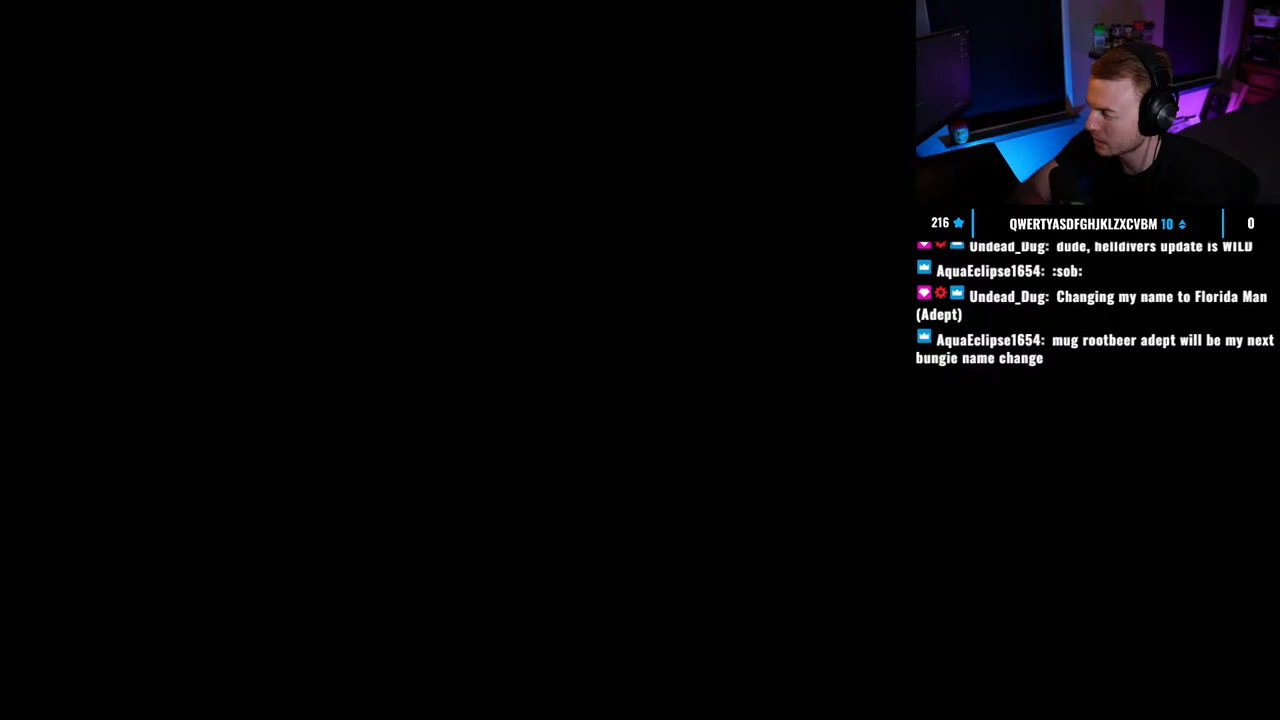 216 QWERTYASDFGHJKLZXCVBM 10 0
Undead_Dug: dude, helldivers update is WILD
AquaEclipse1654: :sob:
Undead_Dug: Changing my name to Florida Man
(Adept)
AquaEclipse1654: mug rootbeer adept will be my next
bungie name change